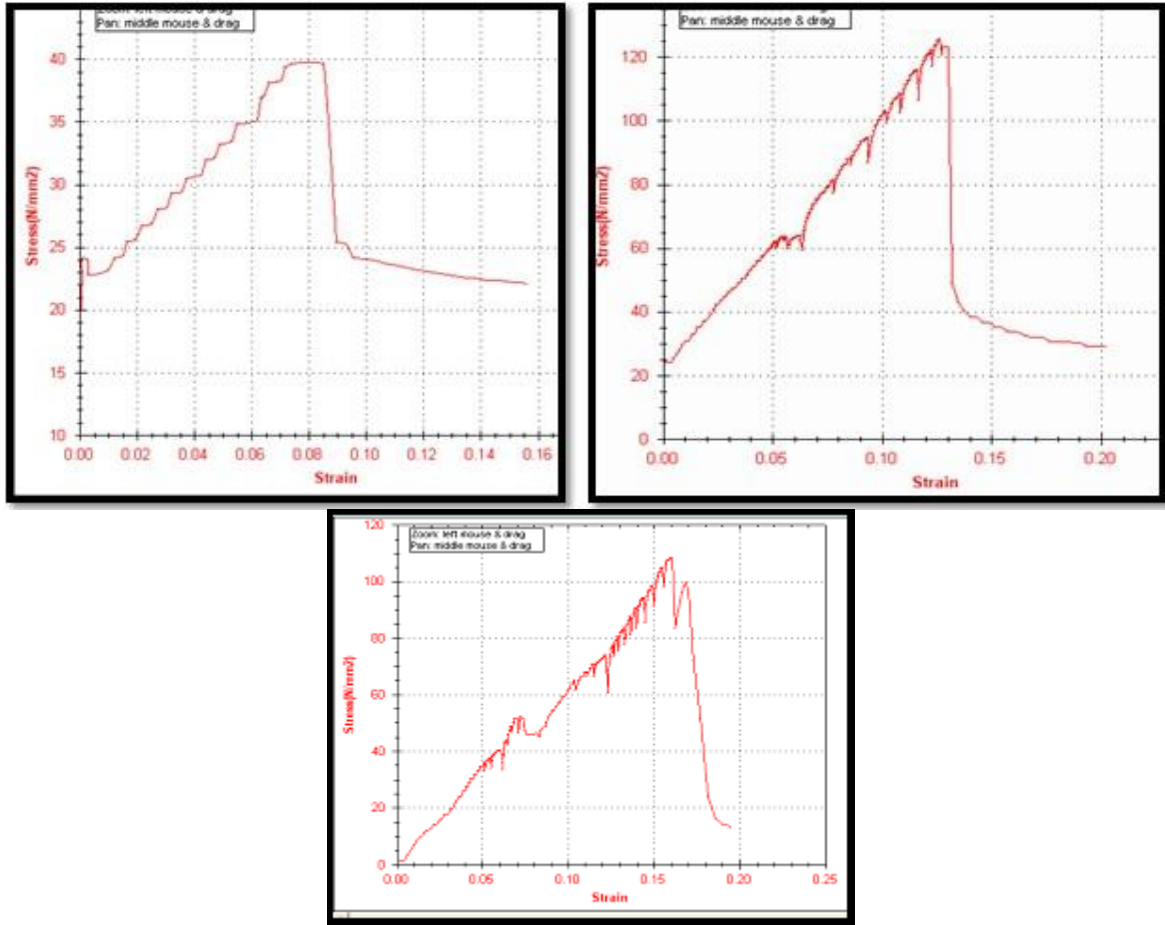 Zoom: left mouse & drag
Pan: middle mouse & drag
40
35
30
25
20
15
10
Stress(N/mm2)
0.00 0.02 0.04 0.06 0.08 0.10 0.12 0.14 0.16
Strain
Pan: middle mouse & drag
120
100
80
60
40
20
0
Stress(N/mm2)
0.00 0.05 0.10 0.15 0.20
Strain
Zoom: left mouse & drag
Pan: middle mouse & drag
120
100
80
60
40
20
0
Stress(N/mm2)
0.00 0.05 0.10 0.15 0.20 0.25
Strain